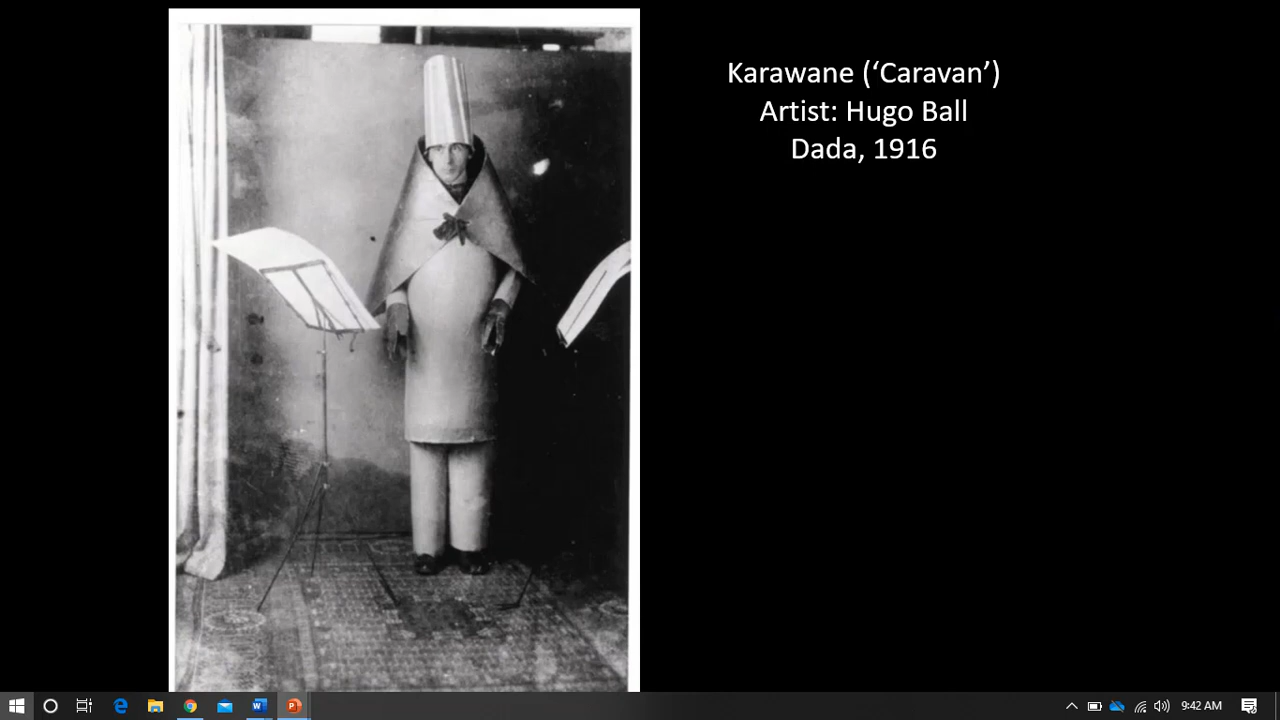 Karawane (‘Caravan’)
Artist: Hugo Ball
Dada, 1916
9:42 AM